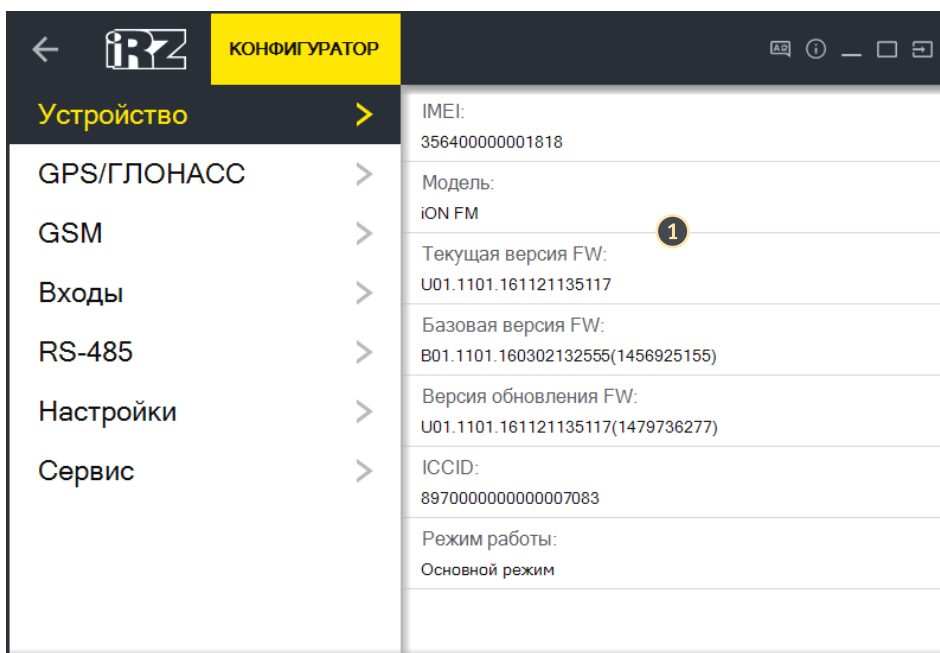 iRZ
КОНФИГУРАТОР
Устройство
GPS/ГЛОНАСС
GSM
Входы
RS-485
Настройки
Сервис
IMEI:
356400000001818
Модель:
iON FM
1
Текущая версия FW:
U01.1101.161121135117
Базовая версия FW:
B01.1101.160302132555(1456925155)
Версия обновления FW:
U01.1101.161121135117(1479736277)
ICCID:
8970000000000007083
Режим работы:
Основной режим